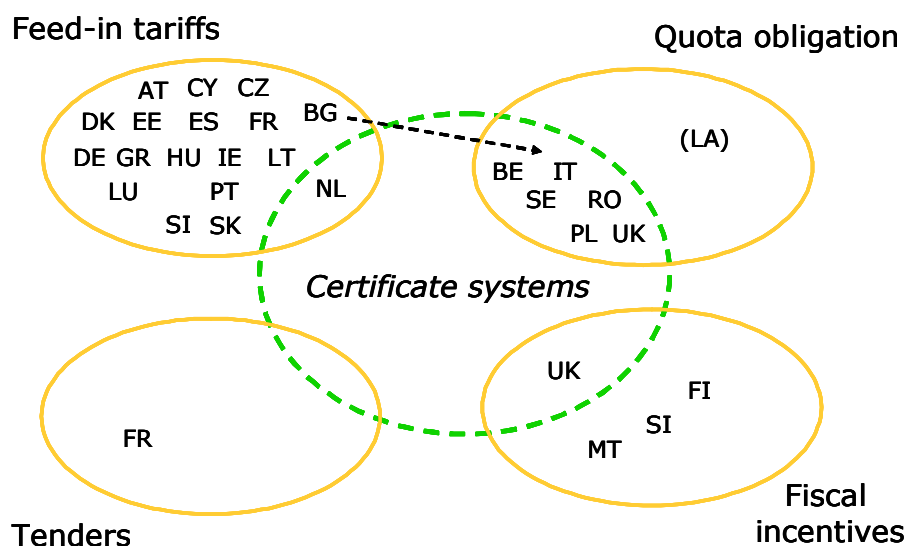 Feed-in tariffs
Quota obligation
AT CY CZ
BG
DK EE ES FR
DE GR HU IE LT
LU PT NL
SI SK
(LA)
BE IT
SE RO
PL UK
Certificate systems
UK
FI
SI
MT
FR
Tenders
Fiscal
incentives